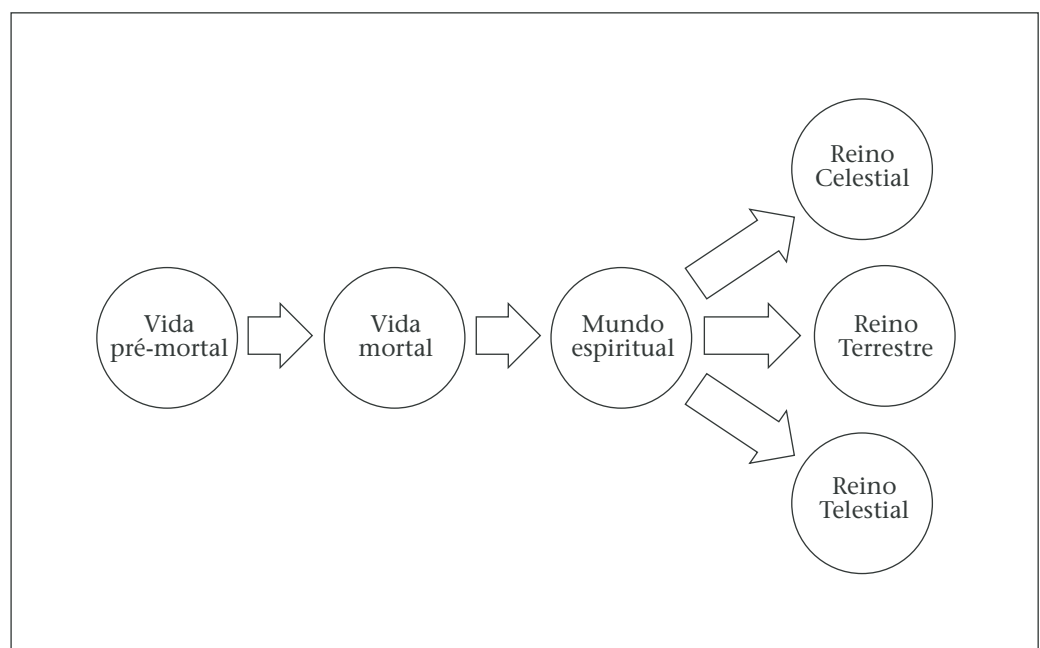 Vida
pré-mortal
Vida
mortal
Mundo
espiritual
Reino
Celestial
Reino
Terrestre
Reino
Telestial